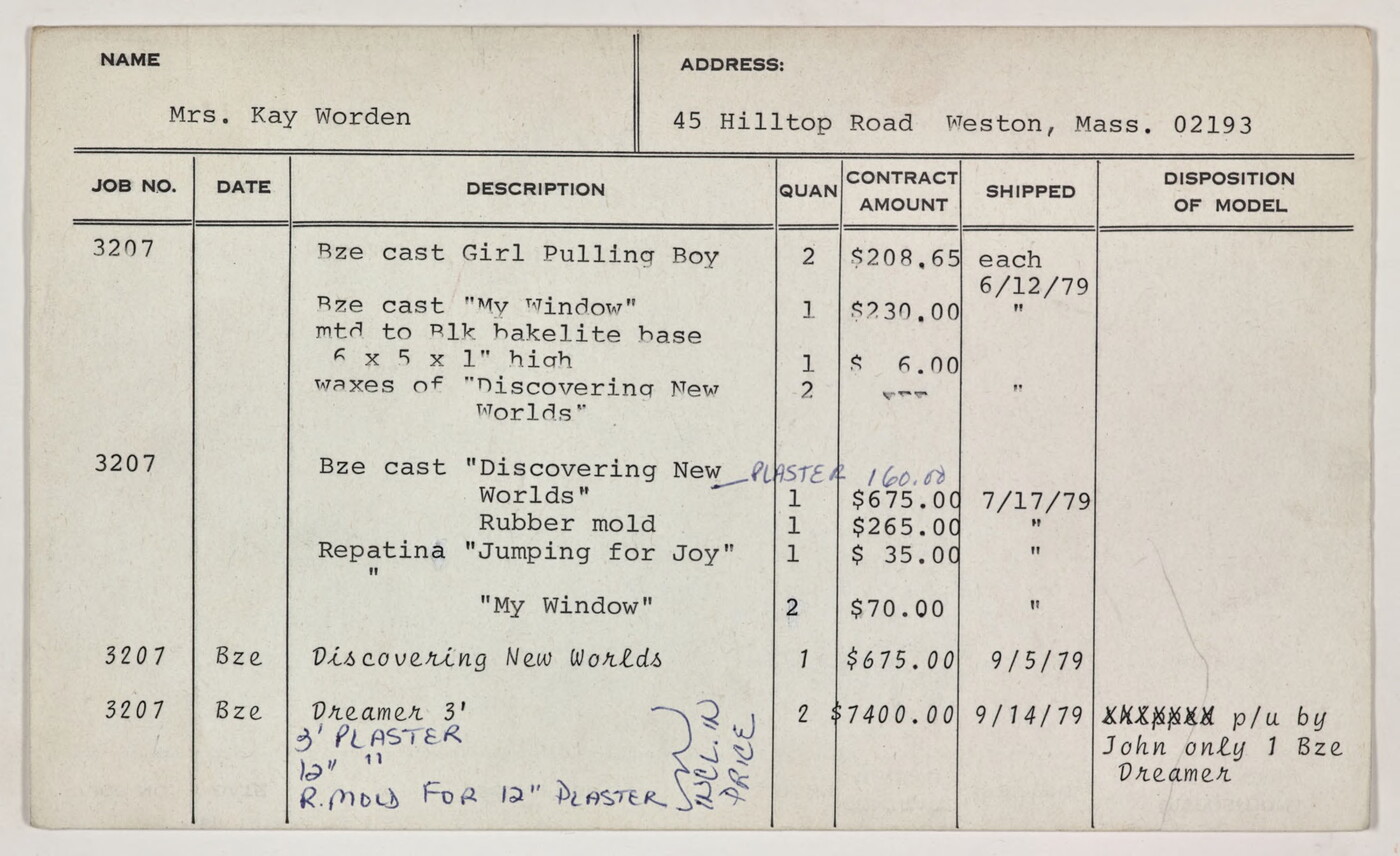 NAME
Mrs. Kay Worden
ADDRESS:
45 Hilltop Road Weston, Mass. 02193
JOB NO. DATE DESCRIPTION QUAN CONTRACT AMOUNT SHIPPED DISPOSITION OF MODEL
3207 Bze cast Girl Pulling Boy 2 $208.65 each
6/12/79
Bze cast "My Window" 1 $230.00 "
mtd to Blk bakelite base
6 x 5 x 1" high 1 $ 6.00
waxes of "Discovering New 2 --- "
Worlds"
3207 Bze cast "Discovering New PLASTER 160.00
Worlds" 1 $675.00 7/17/79
Rubber mold 1 $265.00 "
Repatina "Jumping for Joy" 1 $ 35.00 "
"
"My Window" 2 $70.00 "
3207 Bze Discovering New Worlds 1 $675.00 9/5/79
3207 Bze Dreamer 3' 2 $7400.00 9/14/79 XXXXXXX p/u by
3' PLASTER John only 1 Bze
12" " Dreamer
R. MOLD FOR 12" PLASTER INCL. IN PRICE